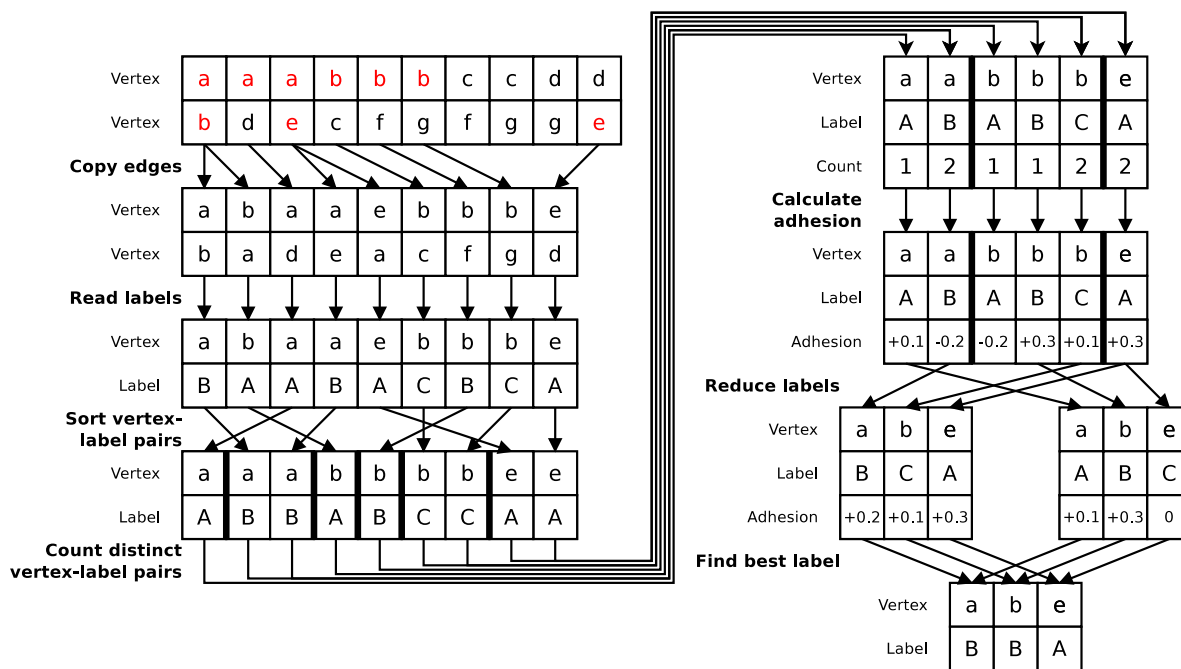 Vertex a a a b b b c c d d
Vertex b d e c f g f g g e
Copy edges
Vertex a b a a e b b b e
Vertex b a d e a c f g d
Read labels
Vertex a b a a e b b b e
Label B A A B A C B C A
Sort vertex-
label pairs
Vertex a a a b b b b e e
Label A B B A B C C A A
Count distinct
vertex-label pairs
Vertex a a b b b e
Label A B A B C A
Count 1 2 1 1 2 2
Calculate
adhesion
Vertex a a b b b e
Label A B A B C A
Adhesion +0.1 -0.2 -0.2 +0.3 +0.1 +0.3
Reduce labels
Vertex a b e a b e
Label B C A A B C
Adhesion +0.2 +0.1 +0.3 +0.1 +0.3 0
Find best label
Vertex a b e
Label B B A